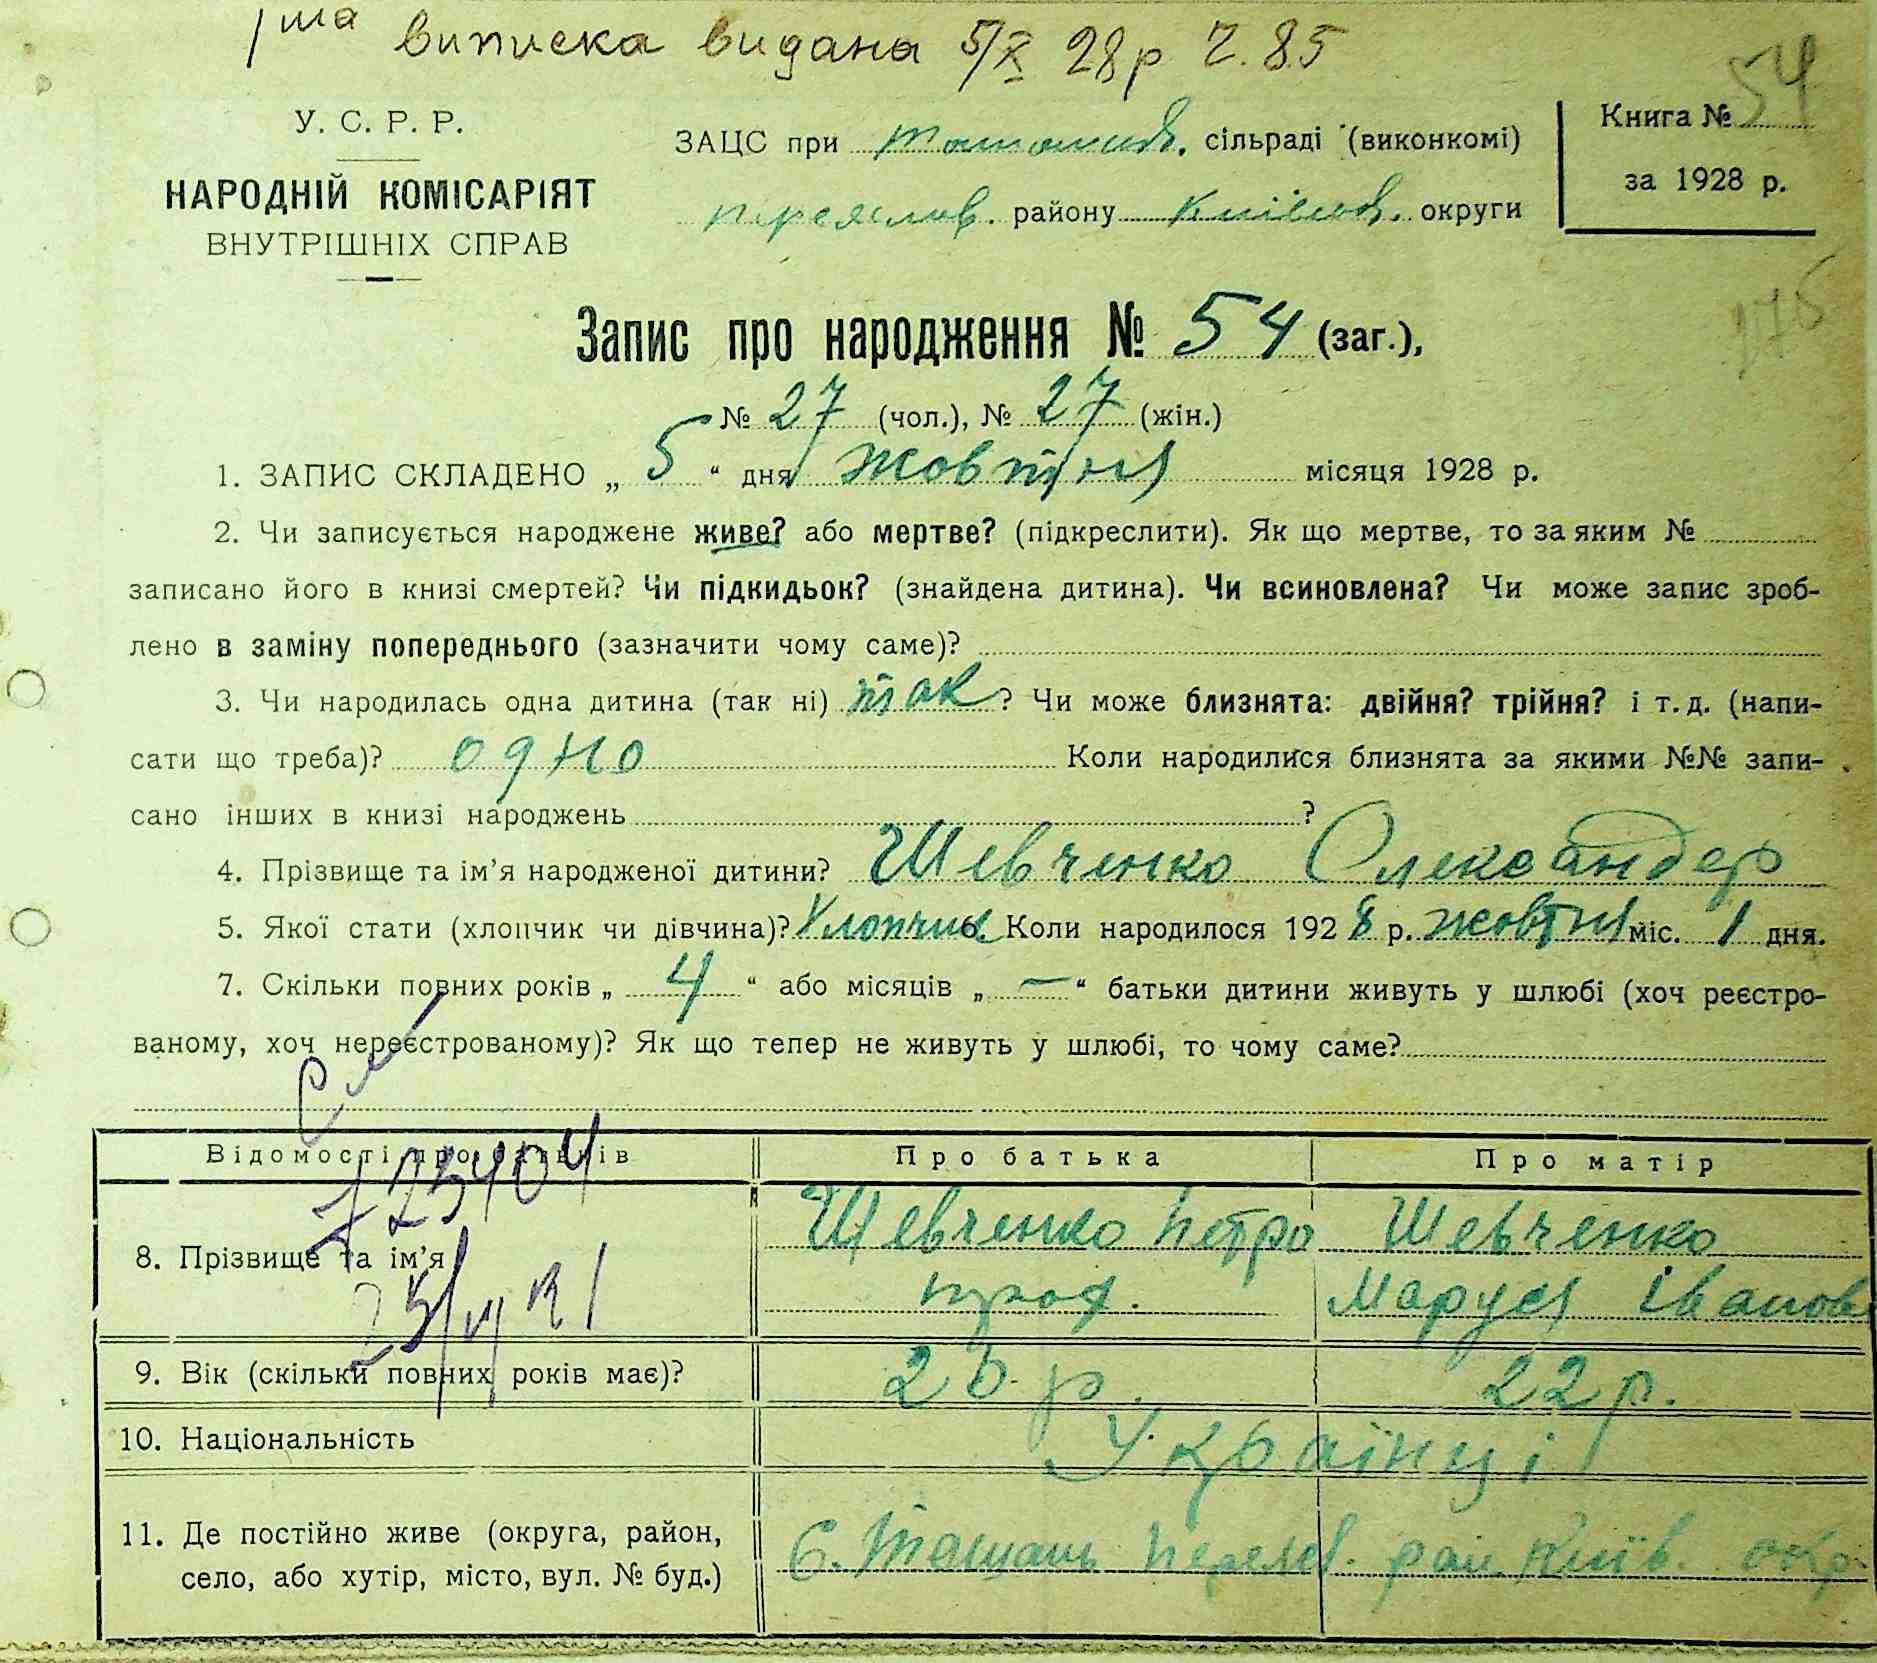 1ша виписка видана 5/X 28р Ч. 85
54
У. С. Р. Р.
НАРОДНІЙ КОМІСАРІЯТ
ВНУТРІШНІХ СПРАВ
ЗАЦС при сільраді (виконкомі)
переяслав. району Київськ. округи
Книга №
за 1928 р.
Запис про народження № 54 (заг.),
№ 27 (чол.), № 27 (жін.)
1. ЗАПИС СКЛАДЕНО „ 5 “ дня жовтня місяця 1928 р.
2. Чи записується народжене живе? або мертве? (підкреслити). Як що мертве, то за яким №
записано його в книзі смертей? Чи підкидьок? (знайдена дитина). Чи всиновлена? Чи може запис зроб-
лено в заміну попереднього (зазначити чому саме)?
3. Чи народилась одна дитина (так ні) так ? Чи може близнята: двійня? трійня? і т. д. (напи-
сати що треба)? одно Коли народилися близнята за якими №№ запи-
сано інших в книзі народжень ?
4. Прізвище та ім’я народженої дитини? Шевченко Олександер
5. Якої стати (хлопчик чи дівчина)? Хлопчик 6. Коли народилося 1928 р. жовтня міс. 1 дня.
7. Скільки повних років „ 4 “ або місяців „ — “ батьки дитини живуть у шлюбі (хоч реєстро-
ваному, хоч нереєстрованому)? Як що тепер не живуть у шлюбі, то чому саме?
Відомості про батьків Про батька Про матір
8. Прізвище та ім’я Шевченко Петро Шевченко
Маруся Іванов
9. Вік (скільки повних років має)? 26 р. 22 р.
10. Національність Українці
11. Де постійно живе (округа, район, с. Ташань Переясл. рай. Київ. окр.
село, або хутір, місто, вул. № буд.)